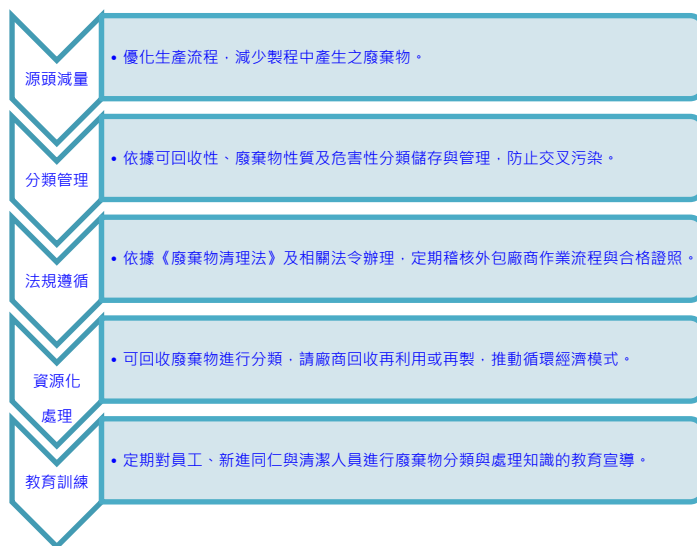 源頭減量
• 優化生產流程，減少製程中產生之廢棄物。
分類管理
• 依據可回收性、廢棄物性質及危害性分類儲存與管理，防止交叉污染。
法規遵循
• 依據《廢棄物清理法》及相關法令辦理，定期稽核外包廠商作業流程與合格證照。
資源化
處理
• 可回收廢棄物進行分類，請廠商回收再利用或再製，推動循環經濟模式。
教育訓練
• 定期對員工、新進同仁與清潔人員進行廢棄物分類與處理知識的教育宣導。